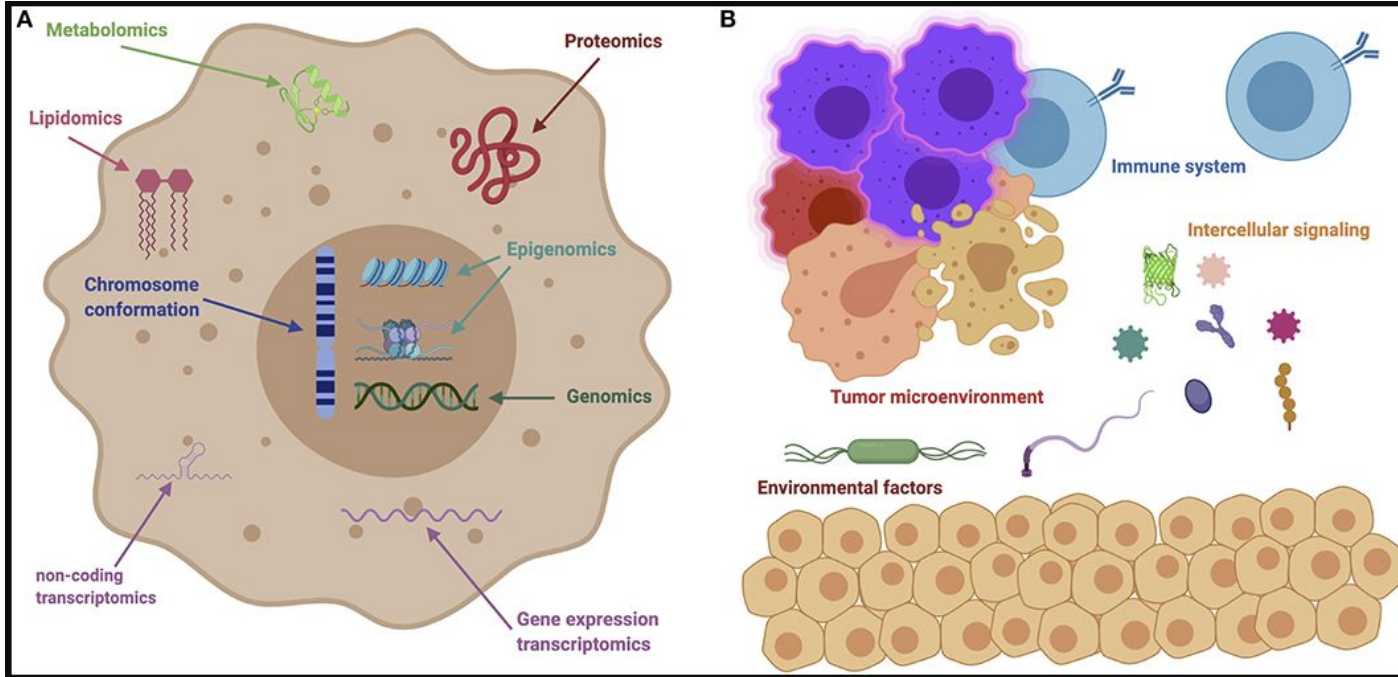 A
Metabolomics
Proteomics
Lipidomics
Epigenomics
Chromosome
conformation
Genomics
non-coding
transcriptomics
Gene expression
transcriptomics
B
Immune system
Intercellular signaling
Tumor microenvironment
Environmental factors